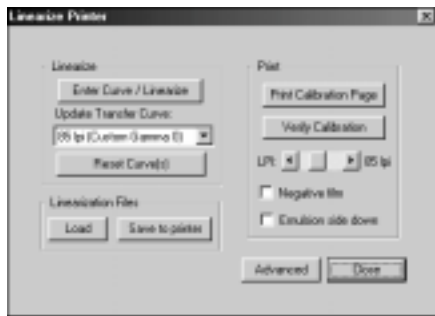 Linearize Printer
Linearize
Enter Curve / Linearize
Update Transfer Curve:
85 lpi (Custom Gamma 0)
Reset Curve(s)
Linearization Files
Load
Save to printer
Print
Print Calibration Page
Verify Calibration
LPI:
85 lpi
Negative film
Emulsion side down
Advanced
Close